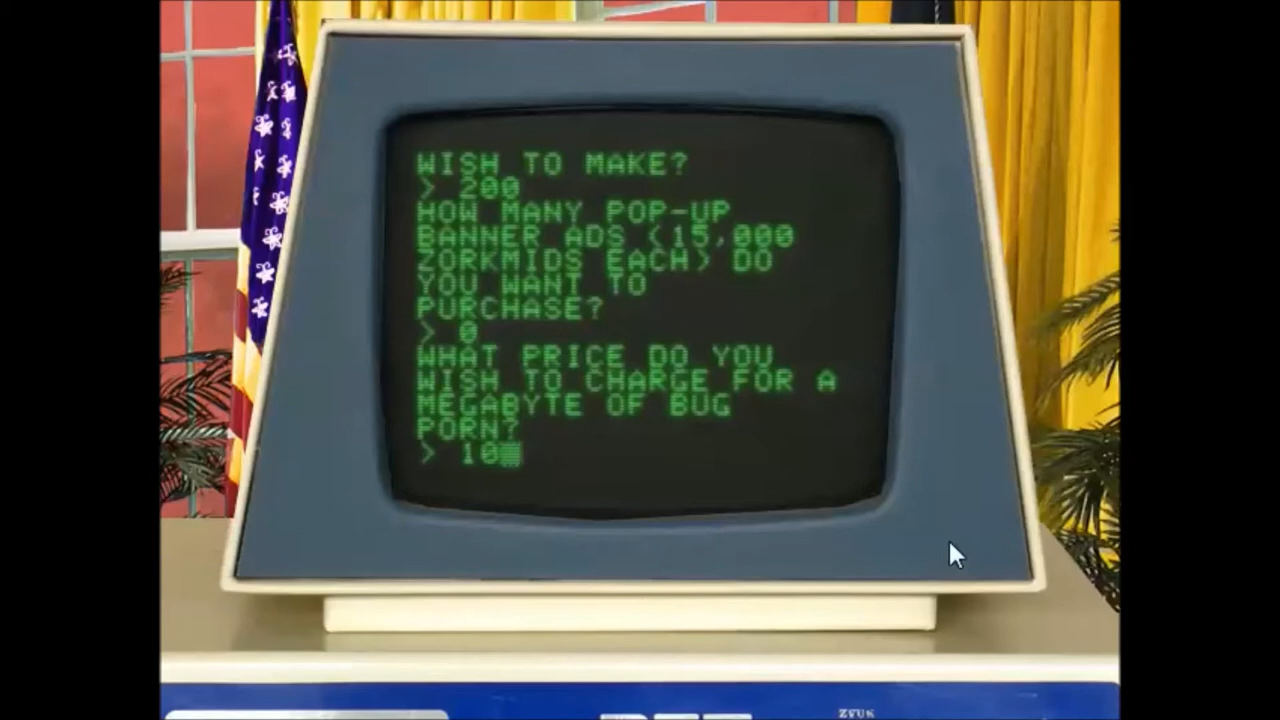 WISH TO MAKE?
> 200
HOW MANY POP-UP
BANNER ADS (15,000
ZORKMIDS EACH) DO
YOU WANT TO
PURCHASE?
> 0
WHAT PRICE DO YOU
WISH TO CHARGE FOR A
MEGABYTE OF BUG
PORN?
> 10